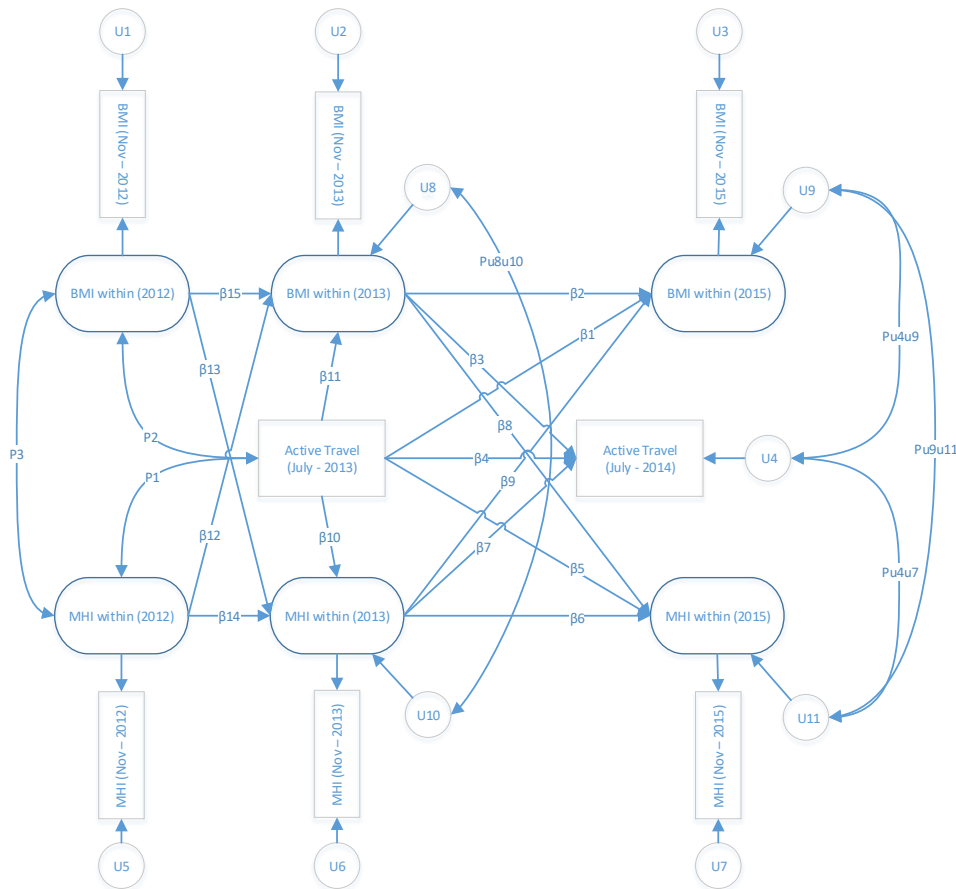 U1
U2
U3
BMI (Nov – 2012)
BMI (Nov – 2013)
BMI (Nov – 2015)
U8
U9
Pu8u10
BMI within (2012)
β15
BMI within (2013)
β2
BMI within (2015)
β1
Pu4u9
β3
β13
β11
β8
P2
Active Travel
(July - 2013)
Active Travel
(July - 2014)
P3
β4
U4
Pu9u11
P1
β9
β12
β10
β7
β5
Pu4u7
MHI within (2012)
β14
MHI within (2013)
β6
MHI within (2015)
U10
U11
MHI (Nov – 2012)
MHI (Nov – 2013)
MHI (Nov – 2015)
U5
U6
U7